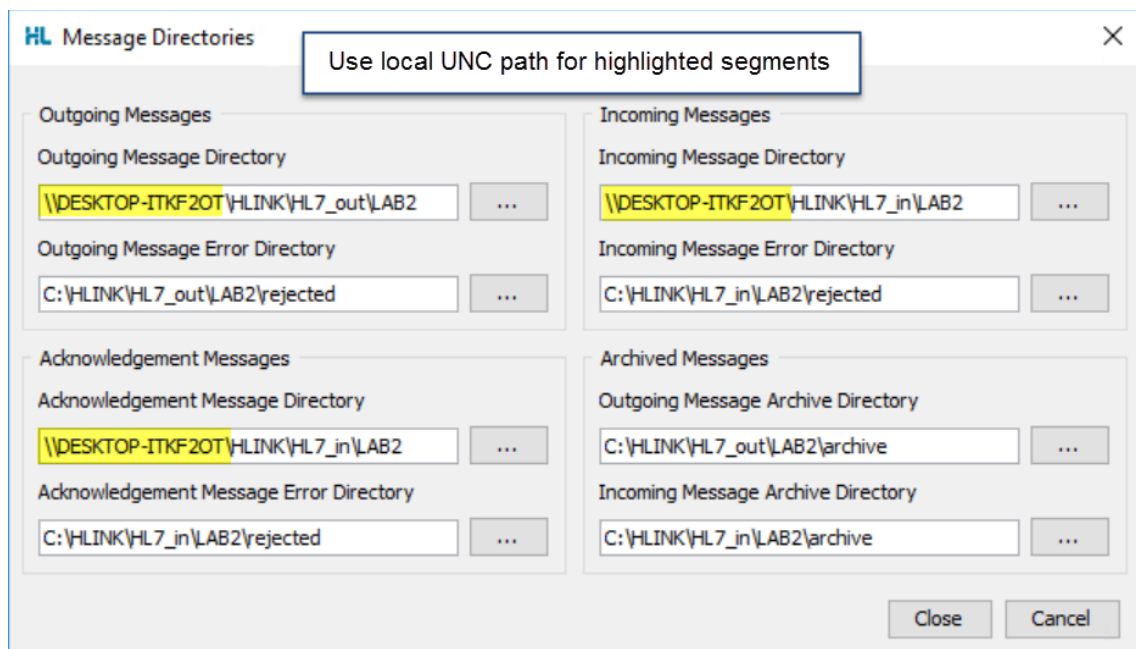 HL Message Directories
Use local UNC path for highlighted segments
Outgoing Messages
Outgoing Message Directory
\\DESKTOP-ITKF2OT\HLINK\HL7_out\LAB2
...
Outgoing Message Error Directory
C:\HLINK\HL7_out\LAB2\rejected
...
Incoming Messages
Incoming Message Directory
\\DESKTOP-ITKF2OT\HLINK\HL7_in\LAB2
...
Incoming Message Error Directory
C:\HLINK\HL7_in\LAB2\rejected
...
Acknowledgement Messages
Acknowledgement Message Directory
\\DESKTOP-ITKF2OT\HLINK\HL7_in\LAB2
...
Acknowledgement Message Error Directory
C:\HLINK\HL7_in\LAB2\rejected
...
Archived Messages
Outgoing Message Archive Directory
C:\HLINK\HL7_out\LAB2\archive
...
Incoming Message Archive Directory
C:\HLINK\HL7_in\LAB2\archive
...
Close
Cancel